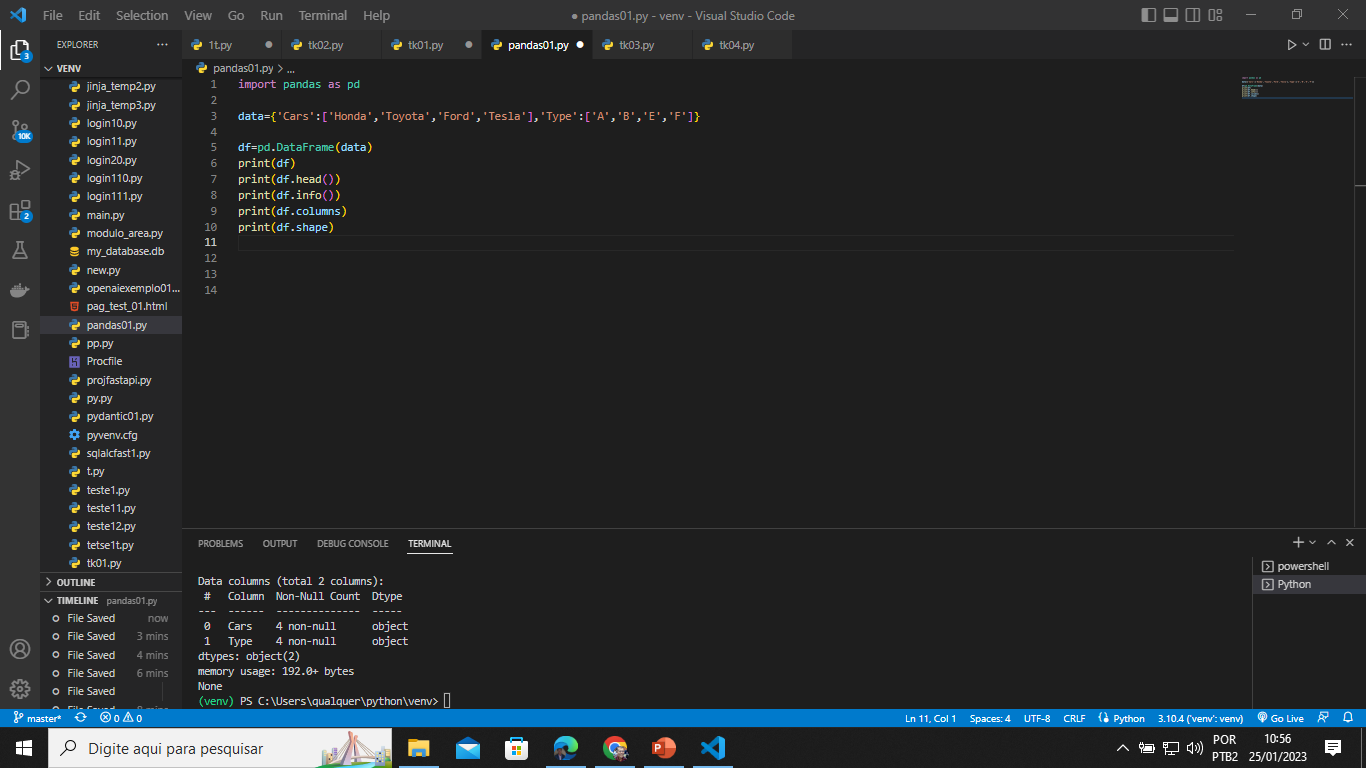 File Edit Selection View Go Run Terminal Help
● pandas01.py - venv - Visual Studio Code
EXPLORER
1t.py
tk02.py
tk01.py
pandas01.py
tk03.py
tk04.py
VENV
pandas01.py > ...
jinja_temp2.py
jinja_temp3.py
login10.py
login11.py
login20.py
login110.py
login111.py
main.py
modulo_area.py
my_database.db
new.py
openaiexemplo01...
pag_test_01.html
pandas01.py
pp.py
Procfile
projfastapi.py
py.py
pydantic01.py
pyvenv.cfg
sqlalcfast1.py
t.py
teste1.py
teste11.py
teste12.py
tetse1t.py
tk01.py
OUTLINE
TIMELINE pandas01.py
File Saved now
File Saved 3 mins
File Saved 4 mins
File Saved 6 mins
File Saved
3
10K
2
1 import pandas as pd
2
3 data={'Cars':['Honda','Toyota','Ford','Tesla'],'Type':['A','B','E','F']}
4
5 df=pd.DataFrame(data)
6 print(df)
7 print(df.head())
8 print(df.info())
9 print(df.columns)
10 print(df.shape)
11
12
13
14
PROBLEMS OUTPUT DEBUG CONSOLE TERMINAL
powershell
Python
Data columns (total 2 columns):
# Column Non-Null Count Dtype
--- ------ -------------- -----
0 Cars 4 non-null object
1 Type 4 non-null object
dtypes: object(2)
memory usage: 192.0+ bytes
None
(venv) PS C:\Users\qualquer\python\venv>
master* 0 0 Ln 11, Col 1 Spaces: 4 UTF-8 CRLF Python 3.10.4 ('venv': venv) Go Live
Digite aqui para pesquisar
POR
PTB2
10:56
25/01/2023